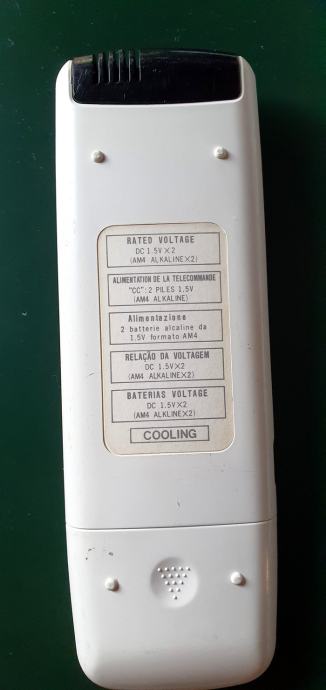 RATED VOLTAGE
DC 1.5V×2
(AM4 ALKALINE×2)
ALIMENTATION DE LA TELECOMMANDE
"CC": 2 PILES 1.5V
(AM4 ALKALINE)
Alimentazione
2 batterie alcaline da
1.5V formato AM4
RELAÇÃO DA VOLTAGEM
DC 1.5V×2
(AM4 ALKALINE×2)
BATERIAS VOLTAGE
DC 1.5V×2
(AM4 ALKLINE×2)
COOLING